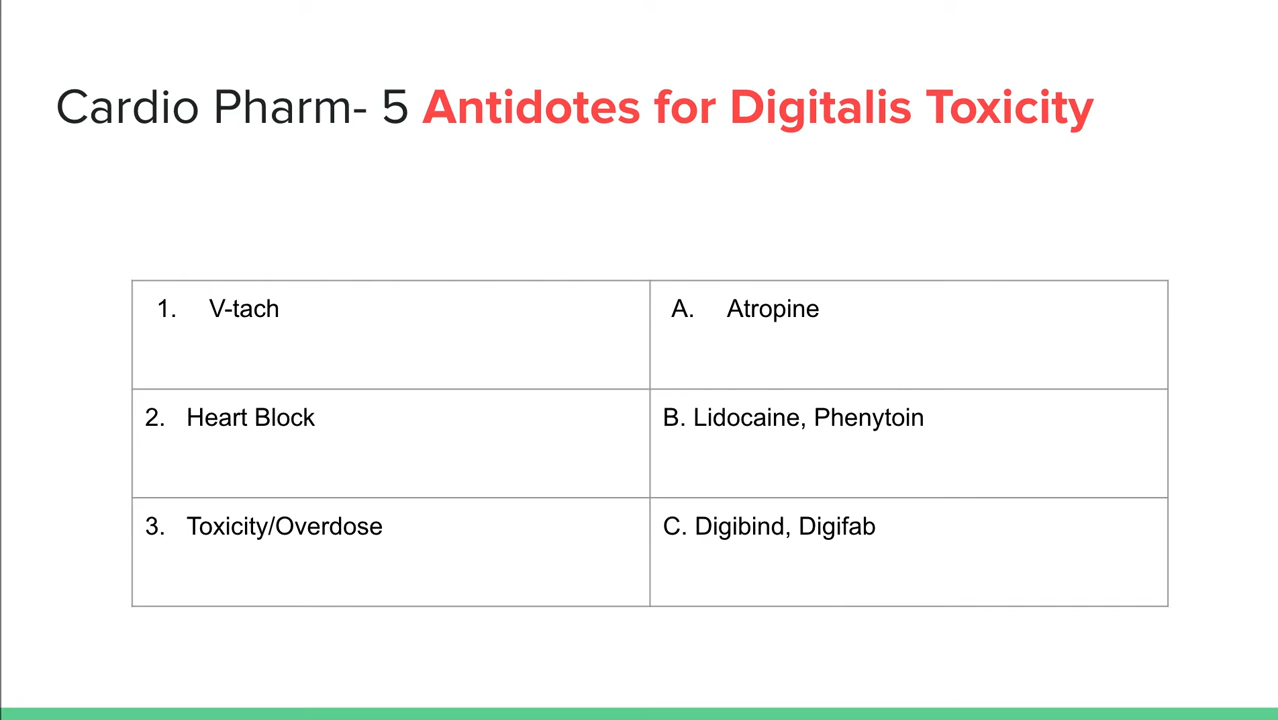 Cardio Pharm- 5 Antidotes for Digitalis Toxicity
1. V-tach
A. Atropine
2. Heart Block
B. Lidocaine, Phenytoin
3. Toxicity/Overdose
C. Digibind, Digifab